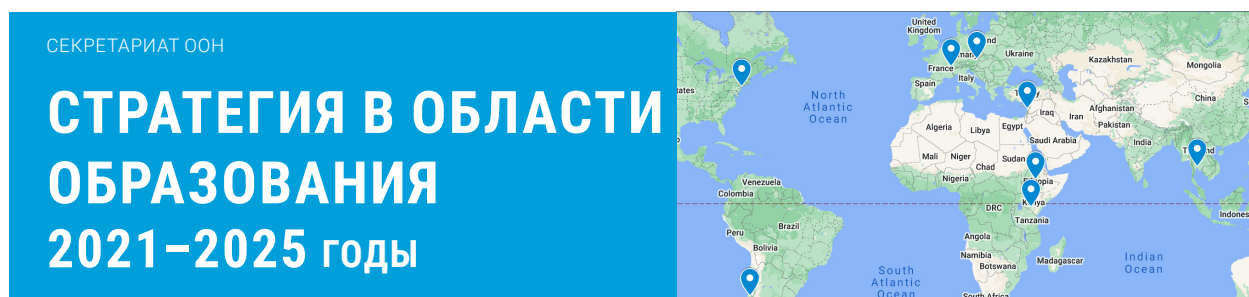 СЕКРЕТАРИАТ ООН
СТРАТЕГИЯ В ОБЛАСТИ
ОБРАЗОВАНИЯ
2021–2025 годы
United
Kingdom
Ukraine
France
Italy
Spain
Kazakhstan
Mongolia
China
North
Atlantic
Ocean
Afghanistan
Iraq
Iran
Pakistan
Algeria
Libya
Egypt
Saudi Arabia
India
Mali
Niger
Chad
Sudan
Nigeria
Venezuela
Colombia
DRC
Tanzania
Peru
Brazil
Bolivia
Angola
Namibia
Botswana
Madagascar
Indian
Ocean
South
Atlantic
Ocean
South Africa